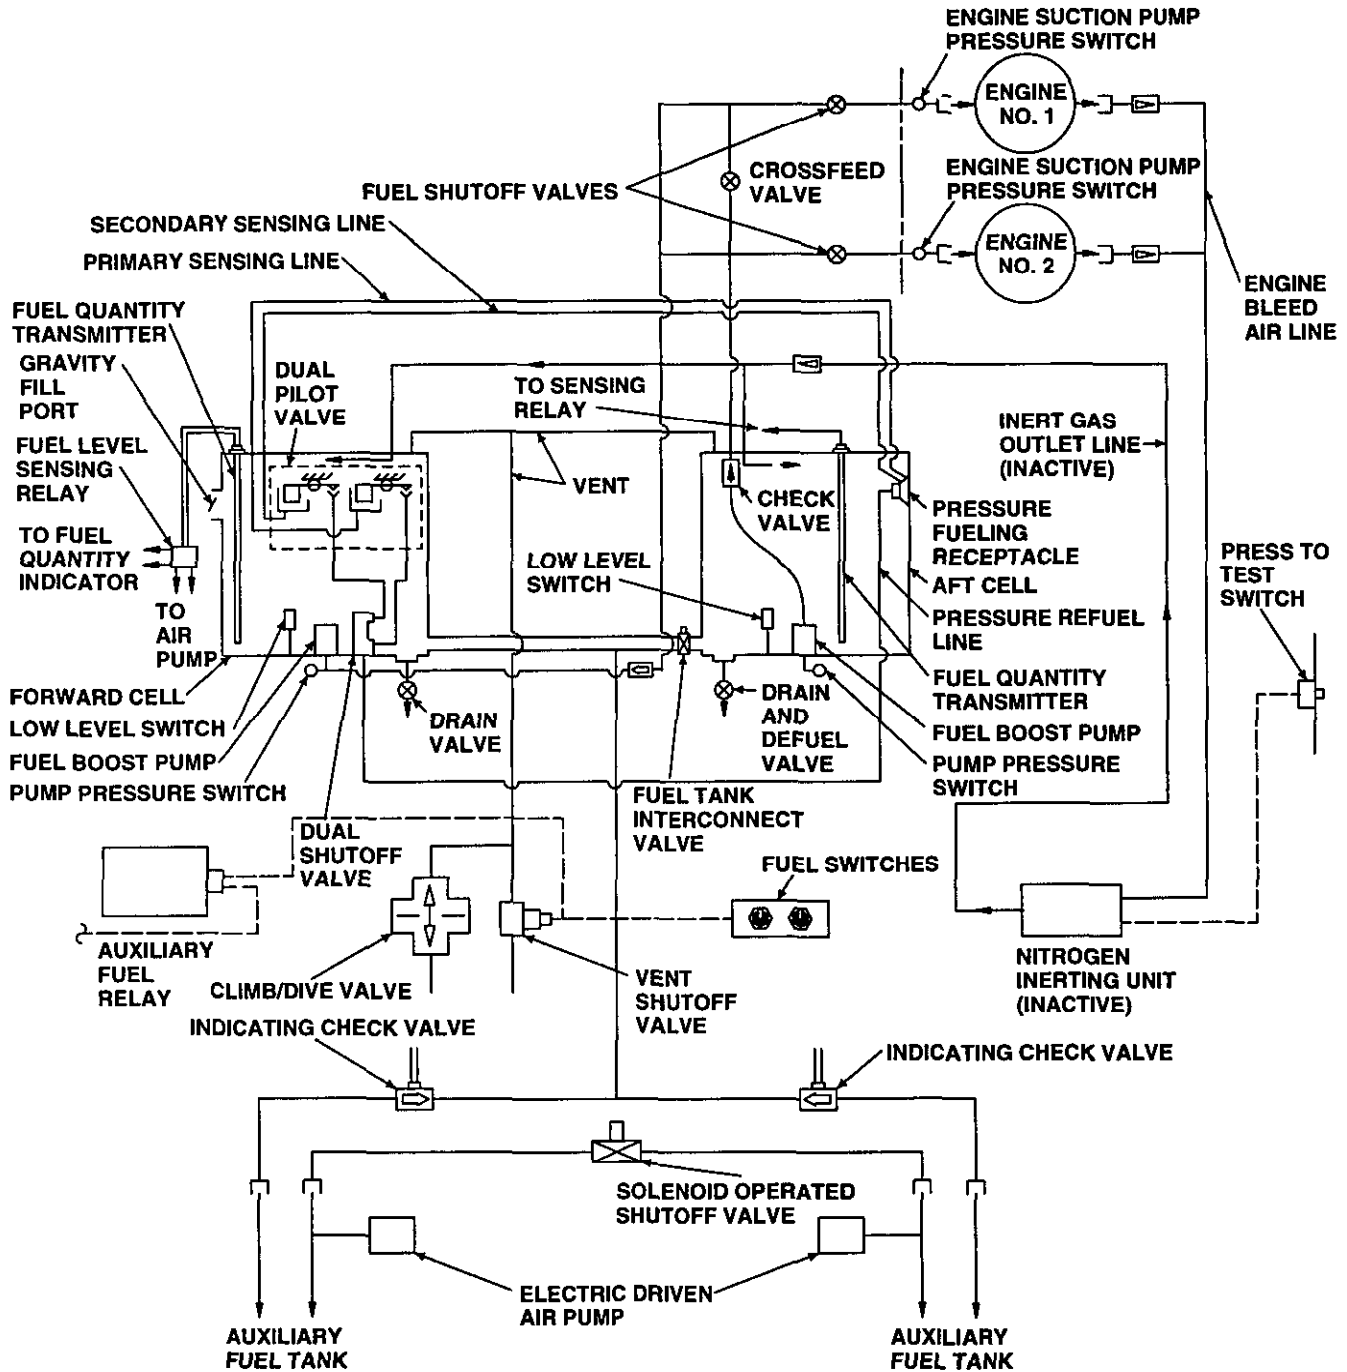 ENGINE SUCTION PUMP
PRESSURE SWITCH
ENGINE
NO. 1
CROSSFEED
VALVE
ENGINE SUCTION PUMP
PRESSURE SWITCH
FUEL SHUTOFF VALVES
ENGINE
NO. 2
SECONDARY SENSING LINE
PRIMARY SENSING LINE
ENGINE
BLEED
AIR LINE
FUEL QUANTITY
TRANSMITTER
GRAVITY
FILL
PORT
DUAL
PILOT
VALVE
TO SENSING
RELAY
INERT GAS
OUTLET LINE
(INACTIVE)
FUEL LEVEL
SENSING
RELAY
VENT
CHECK
VALVE
PRESSURE
FUELING
RECEPTACLE
TO FUEL
QUANTITY
INDICATOR
LOW LEVEL
SWITCH
AFT CELL
PRESS TO
TEST
SWITCH
TO
AIR
PUMP
PRESSURE REFUEL
LINE
FORWARD CELL
LOW LEVEL SWITCH
FUEL BOOST PUMP
PUMP PRESSURE SWITCH
DRAIN
VALVE
DRAIN
AND
DEFUEL
VALVE
FUEL QUANTITY
TRANSMITTER
FUEL BOOST PUMP
PUMP PRESSURE
SWITCH
DUAL
SHUTOFF
VALVE
FUEL TANK
INTERCONNECT
VALVE
FUEL SWITCHES
AUXILIARY
FUEL
RELAY
CLIMB/DIVE VALVE
VENT
SHUTOFF
VALVE
NITROGEN
INERTING UNIT
(INACTIVE)
INDICATING CHECK VALVE
INDICATING CHECK VALVE
SOLENOID OPERATED
SHUTOFF VALVE
ELECTRIC DRIVEN
AIR PUMP
AUXILIARY
FUEL TANK
AUXILIARY
FUEL TANK